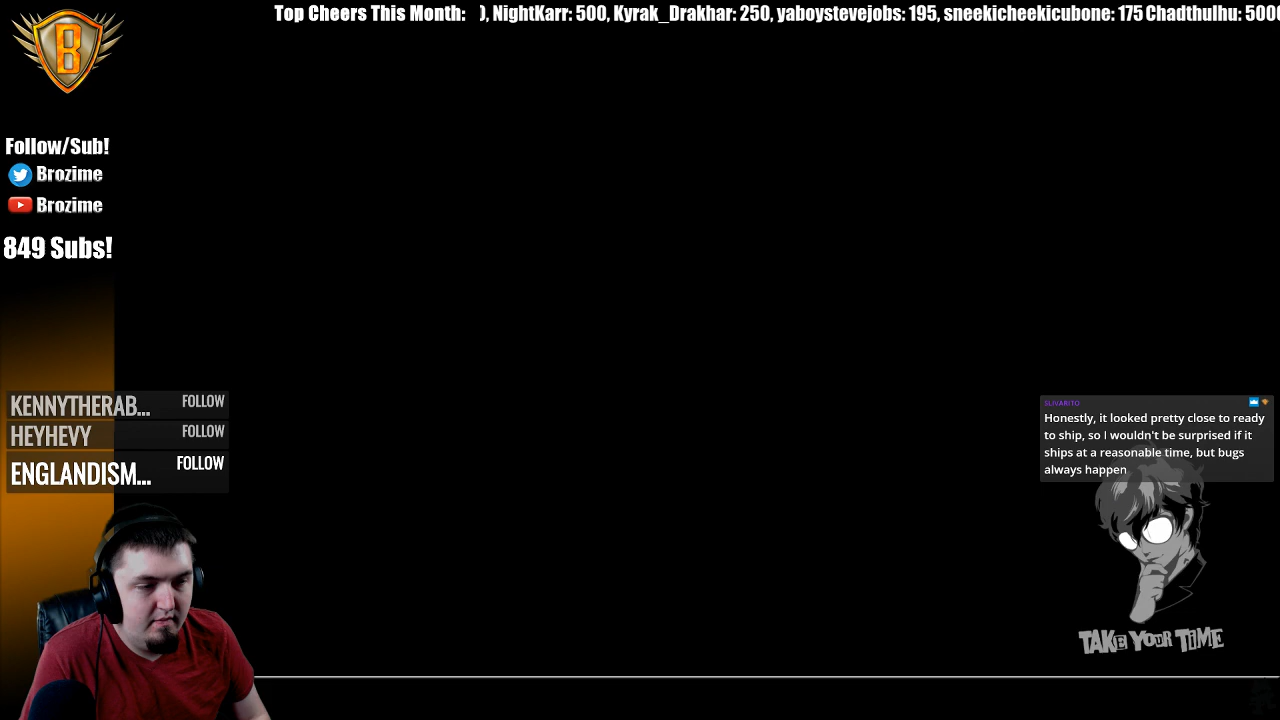 Top Cheers This Month: ), NightKarr: 500, Kyrak_Drakhar: 250, yaboystevejobs: 195, sneekicheekicubone: 175 Chadthulhu: 500
B
Follow/Sub!
Brozime
Brozime
849 Subs!
KENNYTHERAB... FOLLOW
HEYHEVY FOLLOW
ENGLANDISM... FOLLOW
SLIVARITO
Honestly, it looked pretty close to ready
to ship, so I wouldn't be surprised if it
ships at a reasonable time, but bugs
always happen
TAKE YOUR TIME